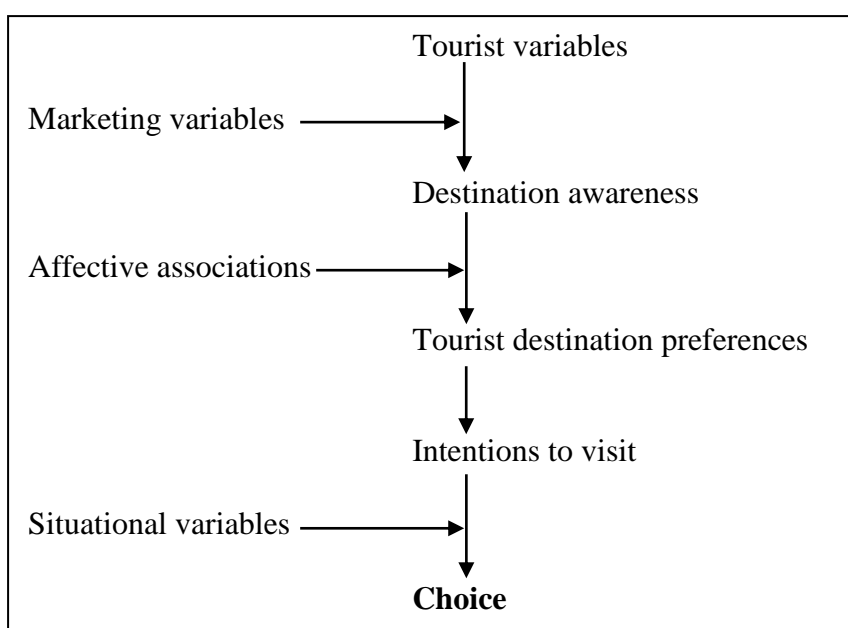 Tourist variables
Marketing variables
Destination awareness
Affective associations
Tourist destination preferences
Intentions to visit
Situational variables
Choice